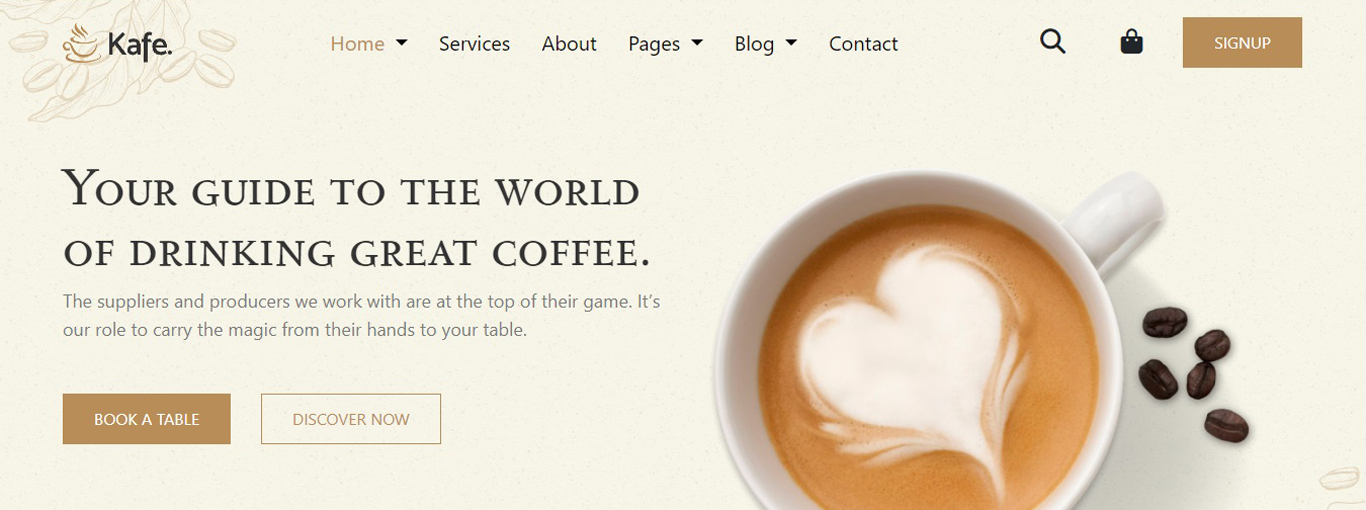 Kafe.
Home Services About Pages Blog Contact
SIGNUP
Your guide to the world
of drinking great coffee.
The suppliers and producers we work with are at the top of their game. It’s
our role to carry the magic from their hands to your table.
BOOK A TABLE
DISCOVER NOW